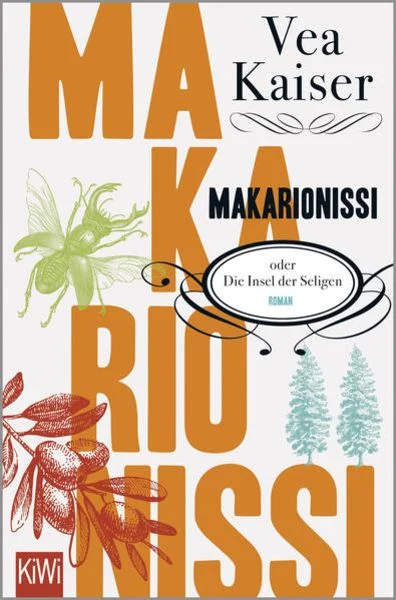 Vea
Kaiser
MA
KA
RIO
NISSI
MAKARIONISSI
oder
Die Insel der Seligen
ROMAN
KiWi